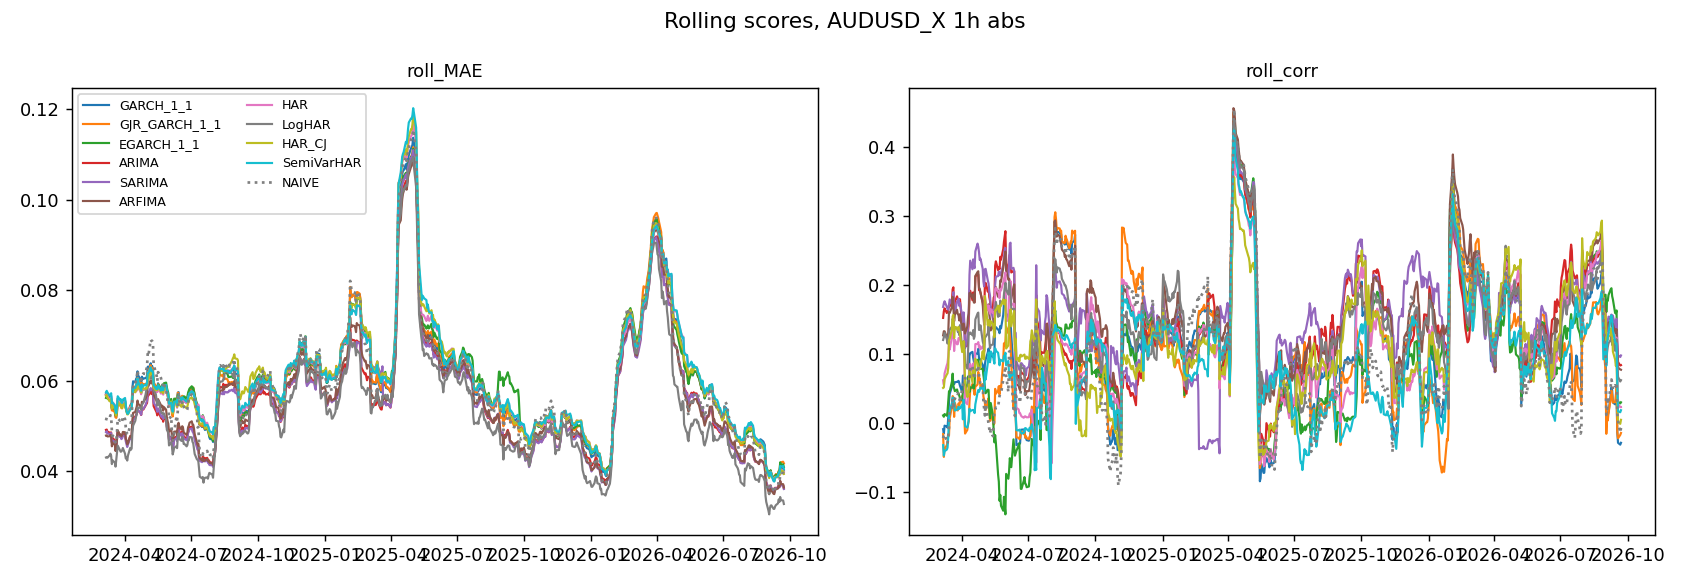 Rolling scores, AUDUSD_X 1h abs
roll_MAE
roll_corr
GARCH_1_1
GJR_GARCH_1_1
EGARCH_1_1
ARIMA
SARIMA
ARFIMA
HAR
LogHAR
HAR_CJ
SemiVarHAR
NAIVE
0.12
0.10
0.08
0.06
0.04
2024-04
2024-07
2024-10
2025-01
2025-04
2025-07
2025-10
2026-01
2026-04
2026-07
2026-10
0.4
0.3
0.2
0.1
0.0
−0.1
2024-04
2024-07
2024-10
2025-01
2025-04
2025-07
2025-10
2026-01
2026-04
2026-07
2026-10